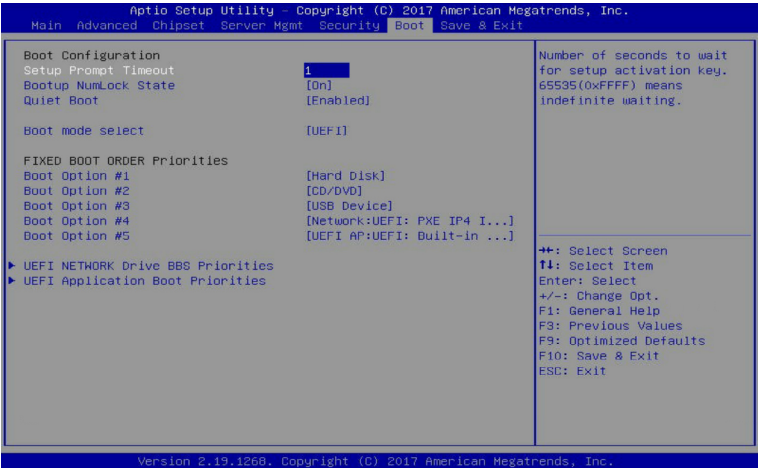 Aptio Setup Utility – Copyright (C) 2017 American Megatrends, Inc.
Main Advanced Chipset Server Mgmt Security Boot Save & Exit
Boot Configuration
Setup Prompt Timeout 1
Bootup NumLock State [On]
Quiet Boot [Enabled]
Boot mode select [UEFI]
FIXED BOOT ORDER Priorities
Boot Option #1 [Hard Disk]
Boot Option #2 [CD/DVD]
Boot Option #3 [USB Device]
Boot Option #4 [Network:UEFI: PXE IP4 I...]
Boot Option #5 [UEFI AP:UEFI: Built-in ...]
▶ UEFI NETWORK Drive BBS Priorities
▶ UEFI Application Boot Priorities
Number of seconds to wait
for setup activation key.
65535(0xFFFF) means
indefinite waiting.
→←: Select Screen
↑↓: Select Item
Enter: Select
+/-: Change Opt.
F1: General Help
F3: Previous Values
F9: Optimized Defaults
F10: Save & Exit
ESC: Exit
Version 2.19.1268. Copyright (C) 2017 American Megatrends, Inc.